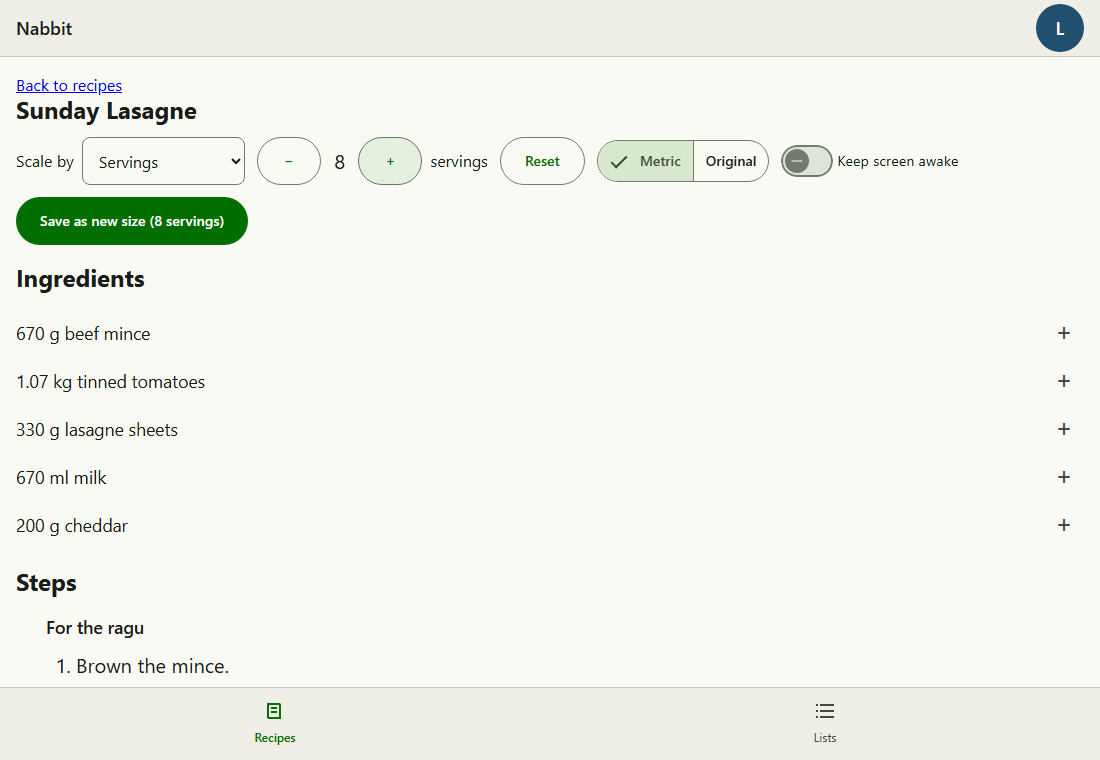 Nabbit
L
Back to recipes
Sunday Lasagne
Scale by Servings − 8 + servings Reset Metric Original Keep screen awake
Save as new size (8 servings)
Ingredients
670 g beef mince +
1.07 kg tinned tomatoes +
330 g lasagne sheets +
670 ml milk +
200 g cheddar +
Steps
For the ragu
1. Brown the mince.
Recipes Lists